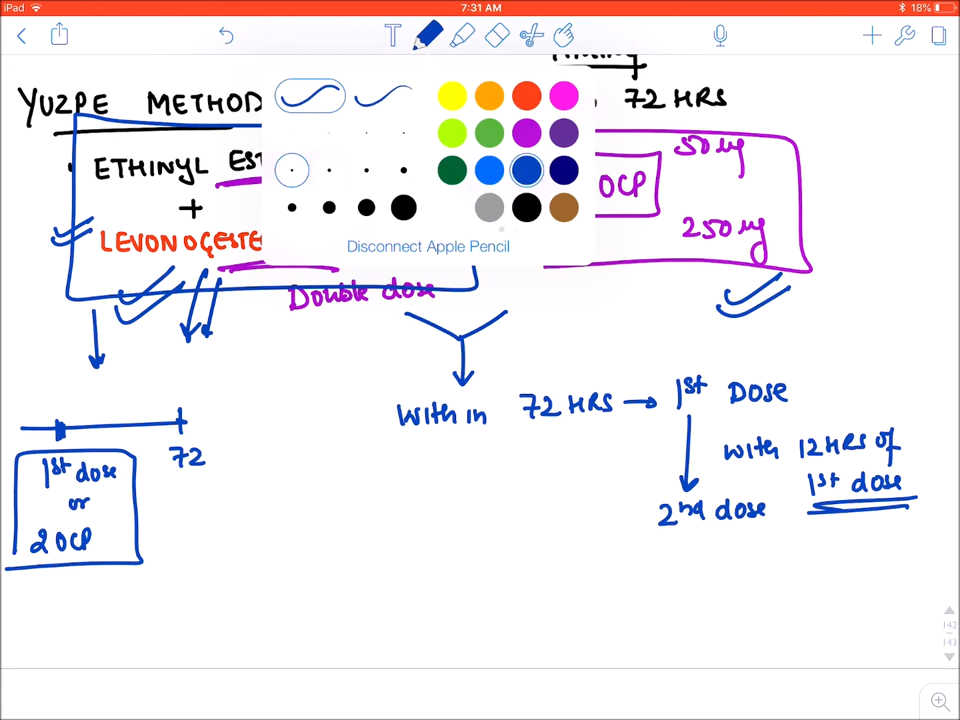 iPad 7:31 AM 18%
T
YUZPE METHOD 72 HRS
ETHINYL EST 50 ug
OCP
+
LEVONOGESTE 250 ug
Disconnect Apple Pencil
Double dose
With in 72 HRS → 1st DOSE
72
with 12 HRS of
1st dose
1st dose
or
2nd dose
2 OCP
142
143